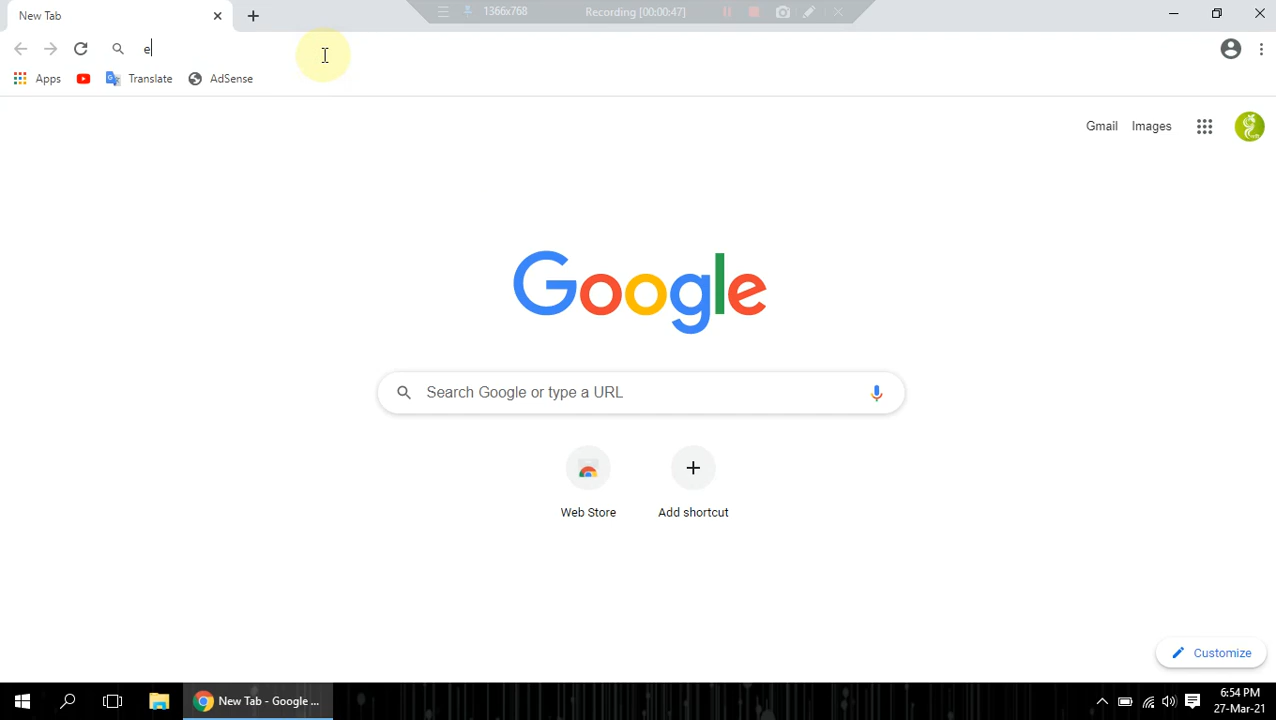 New Tab
1366x768
Recording [00:00:47]
e
Apps
Translate
AdSense
Gmail
Images
Google
Search Google or type a URL
Web Store
Add shortcut
Customize
New Tab - Google ...
6:54 PM
27-Mar-21